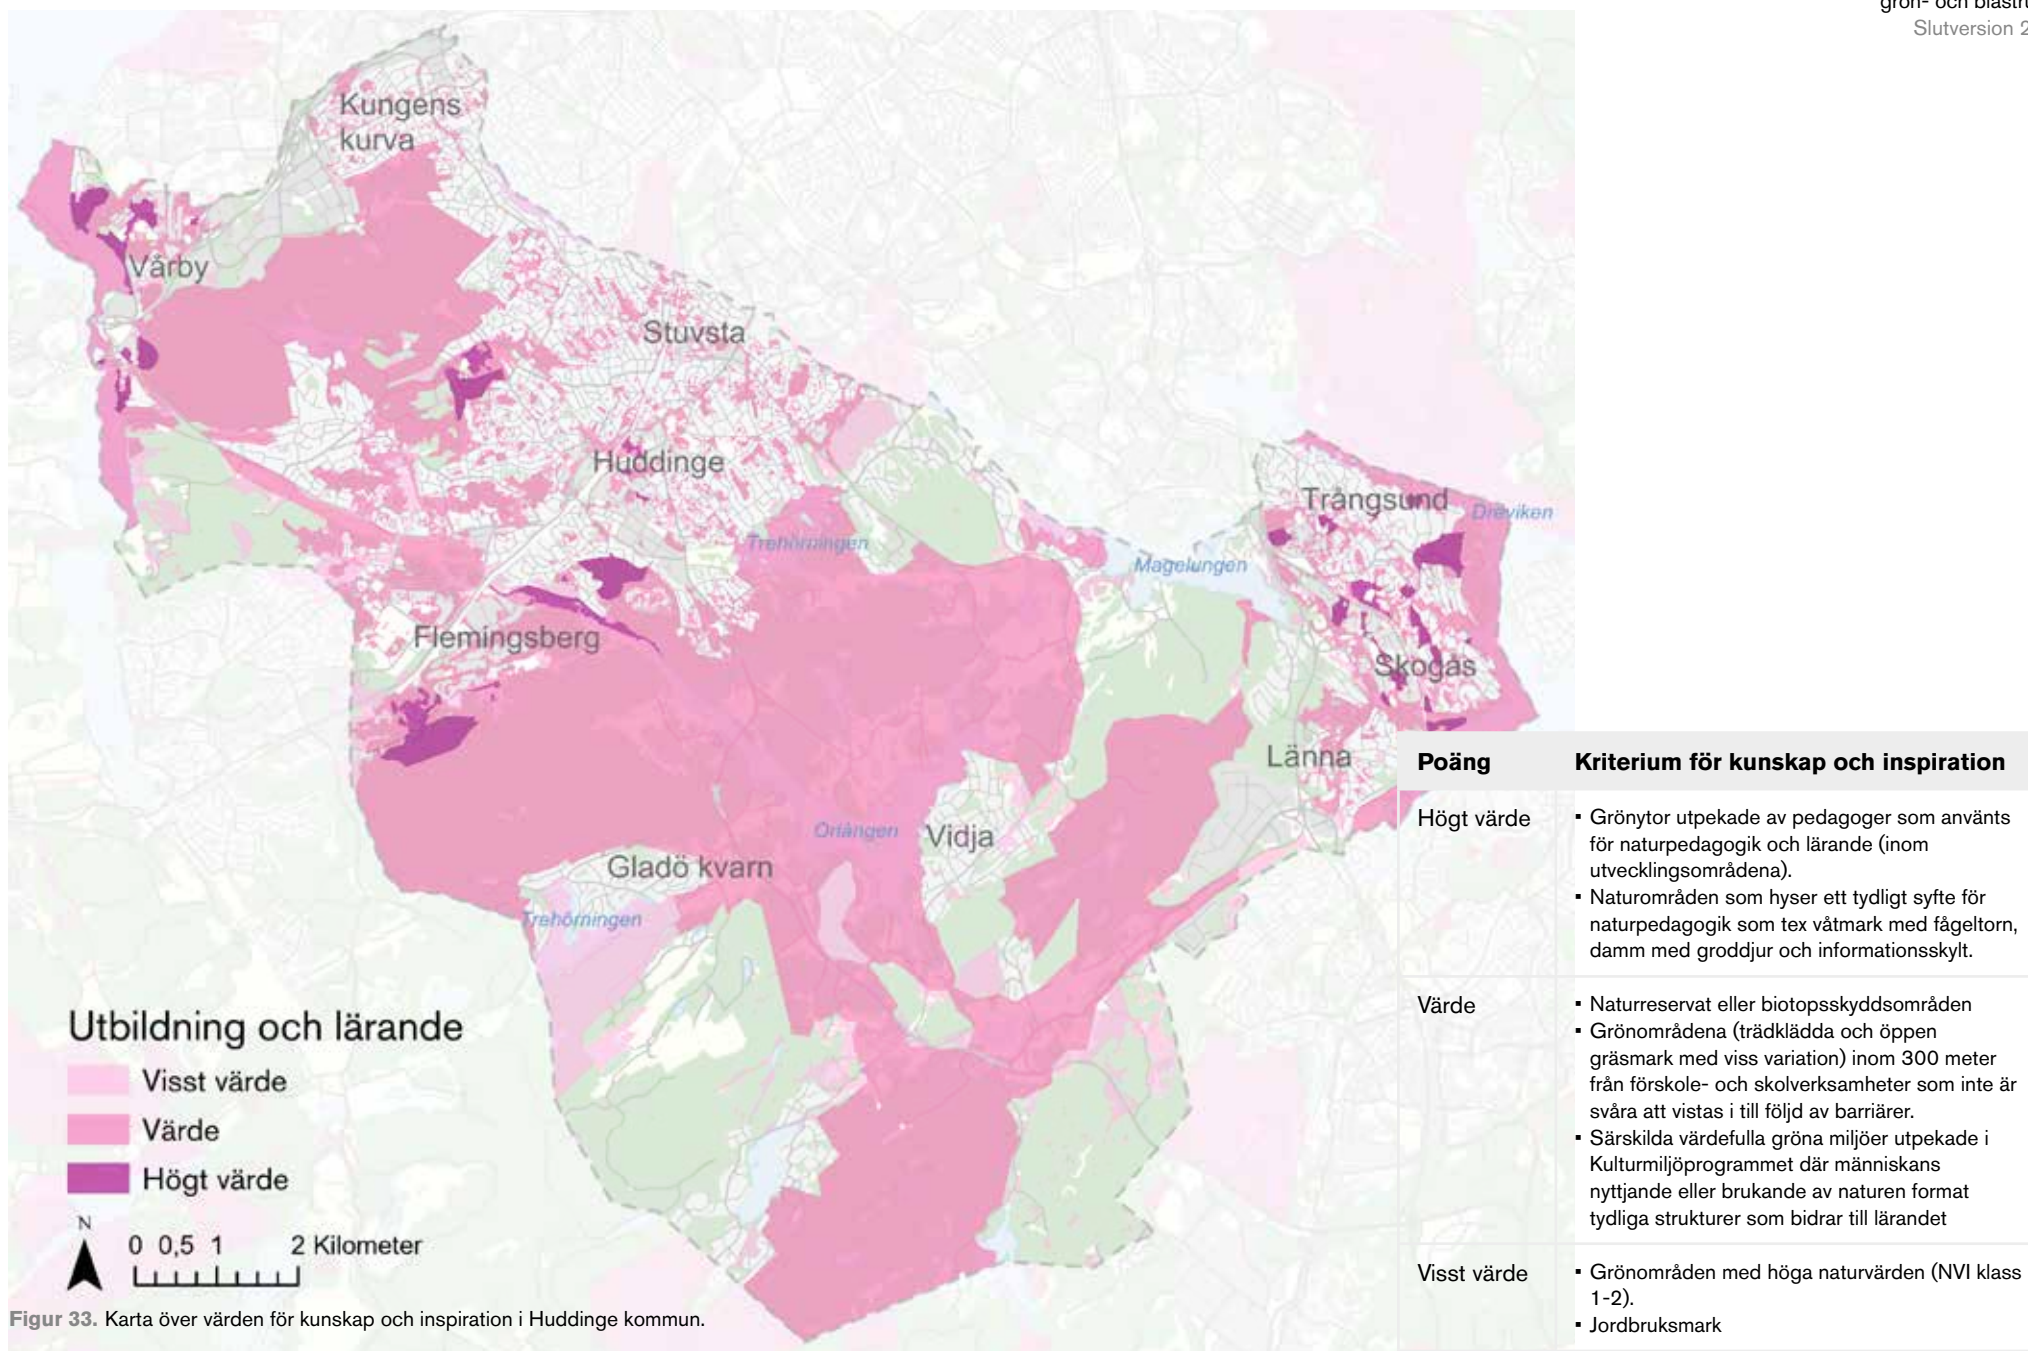 Slutversion 2
Kungens
kurva
Vårby
Stuvsta
Huddinge
Trångsund
Drevviken
Trehörningen
Magelungen
Flemingsberg
Skogås
Länna
Orlången
Vidja
Gladö kvarn
Trehörningen
Utbildning och lärande
Visst värde
Värde
Högt värde
N
0 0,5 1 2 Kilometer
Figur 33. Karta över värden för kunskap och inspiration i Huddinge kommun.
Poäng Kriterium för kunskap och inspiration
Högt värde
▪ Grönytor utpekade av pedagoger som använts
för naturpedagogik och lärande (inom
utvecklingsområdena).
▪ Naturområden som hyser ett tydligt syfte för
naturpedagogik som tex våtmark med fågeltorn,
damm med groddjur och informationsskylt.
Värde
▪ Naturreservat eller biotopsskyddsområden
▪ Grönområdena (trädklädda och öppen
gräsmark med viss variation) inom 300 meter
från förskole- och skolverksamheter som inte är
svåra att vistas i till följd av barriärer.
▪ Särskilda värdefulla gröna miljöer utpekade i
Kulturmiljöprogrammet där människans
nyttjande eller brukande av naturen format
tydliga strukturer som bidrar till lärandet
Visst värde
▪ Grönområden med höga naturvärden (NVI klass
1-2).
▪ Jordbruksmark